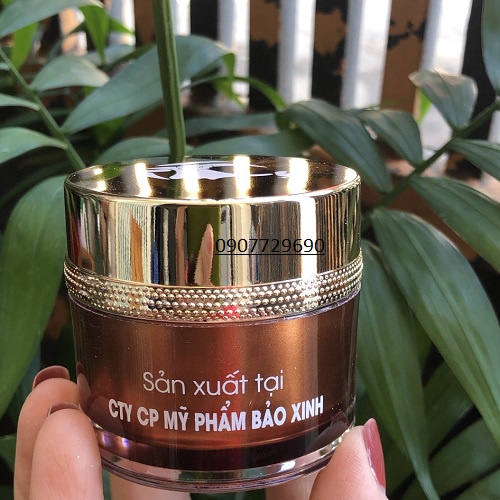 0907729690
Sản xuất tại
CTY CP MỸ PHẨM BẢO XINH